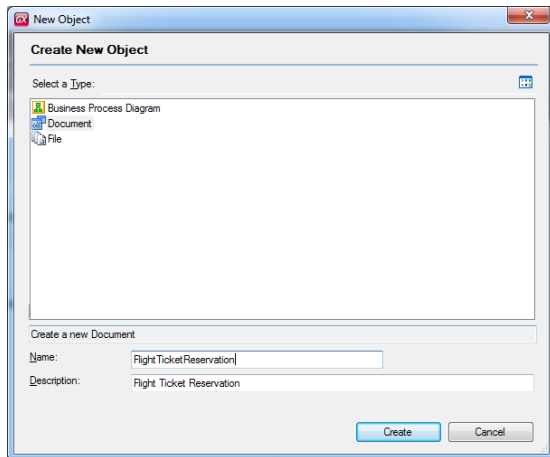 GX New Object
Create New Object
Select a Type:
Business Process Diagram
Document
File
Create a new Document
Name: FlightTicketReservation
Description: Flight Ticket Reservation
Create Cancel